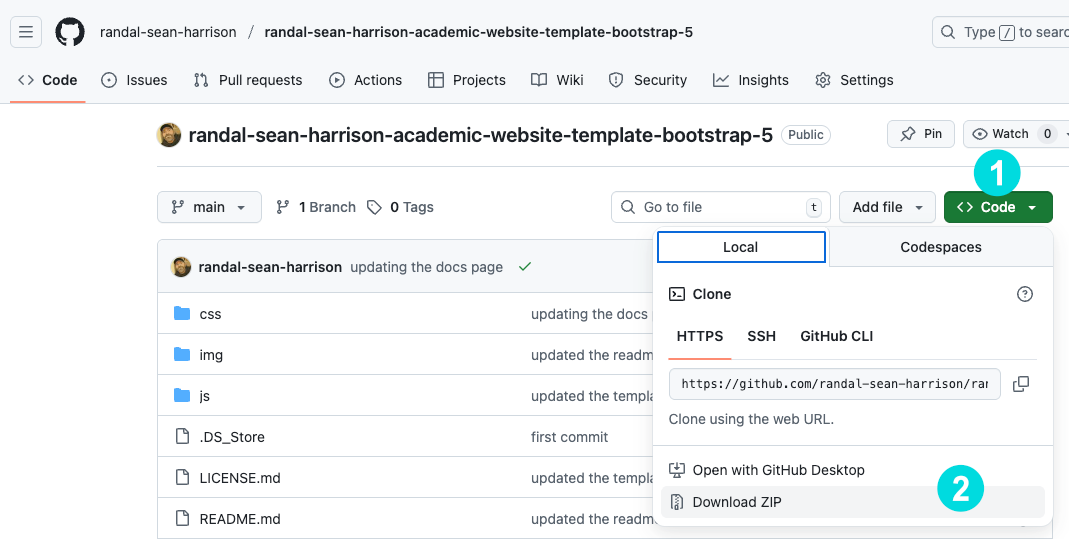 randal-sean-harrison / randal-sean-harrison-academic-website-template-bootstrap-5
Type / to searc
Code Issues Pull requests Actions Projects Wiki Security Insights Settings
randal-sean-harrison-academic-website-template-bootstrap-5 Public Pin Watch 0
1
main 1 Branch 0 Tags Go to file t Add file Code
Local Codespaces
randal-sean-harrison updating the docs page
Clone
css updating the docs
HTTPS SSH GitHub CLI
img updated the readm
https://github.com/randal-sean-harrison/ran
js updated the templa
Clone using the web URL.
.DS_Store first commit
Open with GitHub Desktop
LICENSE.md updated the templa
2
Download ZIP
README.md updated the readm